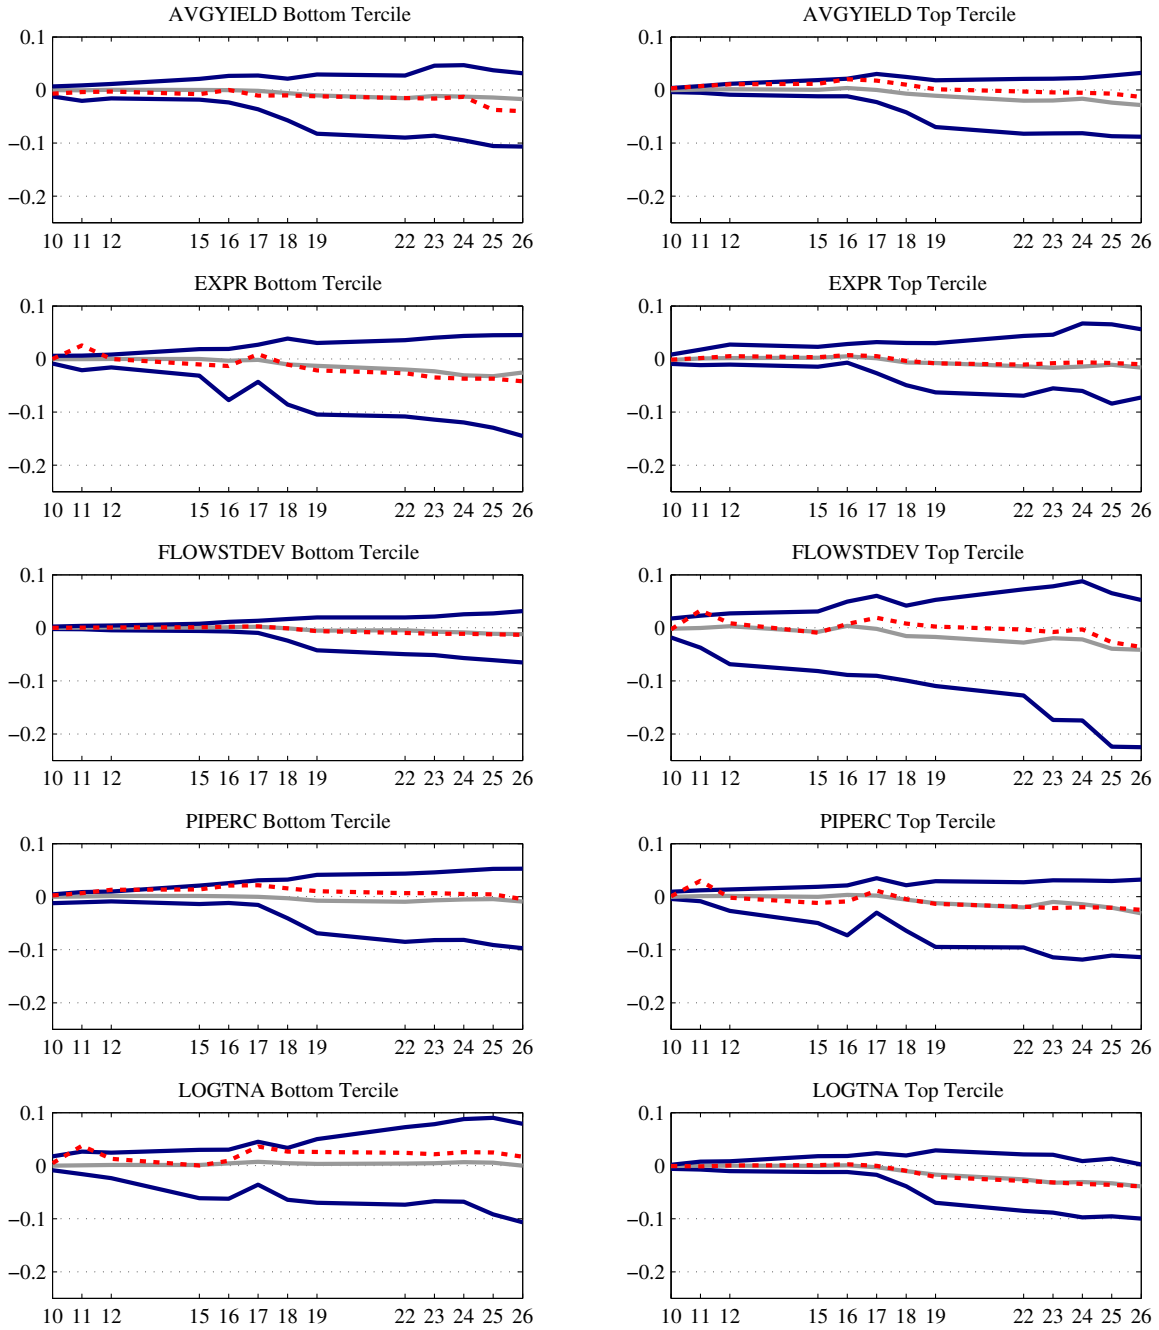 AVGYIELD Bottom Tercile
0.1
0
−0.1
−0.2
10 11 12 15 16 17 18 19 22 23 24 25 26
AVGYIELD Top Tercile
0.1
0
−0.1
−0.2
10 11 12 15 16 17 18 19 22 23 24 25 26
EXPR Bottom Tercile
0.1
0
−0.1
−0.2
10 11 12 15 16 17 18 19 22 23 24 25 26
EXPR Top Tercile
0.1
0
−0.1
−0.2
10 11 12 15 16 17 18 19 22 23 24 25 26
FLOWSTDEV Bottom Tercile
0.1
0
−0.1
−0.2
10 11 12 15 16 17 18 19 22 23 24 25 26
FLOWSTDEV Top Tercile
0.1
0
−0.1
−0.2
10 11 12 15 16 17 18 19 22 23 24 25 26
PIPERC Bottom Tercile
0.1
0
−0.1
−0.2
10 11 12 15 16 17 18 19 22 23 24 25 26
PIPERC Top Tercile
0.1
0
−0.1
−0.2
10 11 12 15 16 17 18 19 22 23 24 25 26
LOGTNA Bottom Tercile
0.1
0
−0.1
−0.2
10 11 12 15 16 17 18 19 22 23 24 25 26
LOGTNA Top Tercile
0.1
0
−0.1
−0.2
10 11 12 15 16 17 18 19 22 23 24 25 26